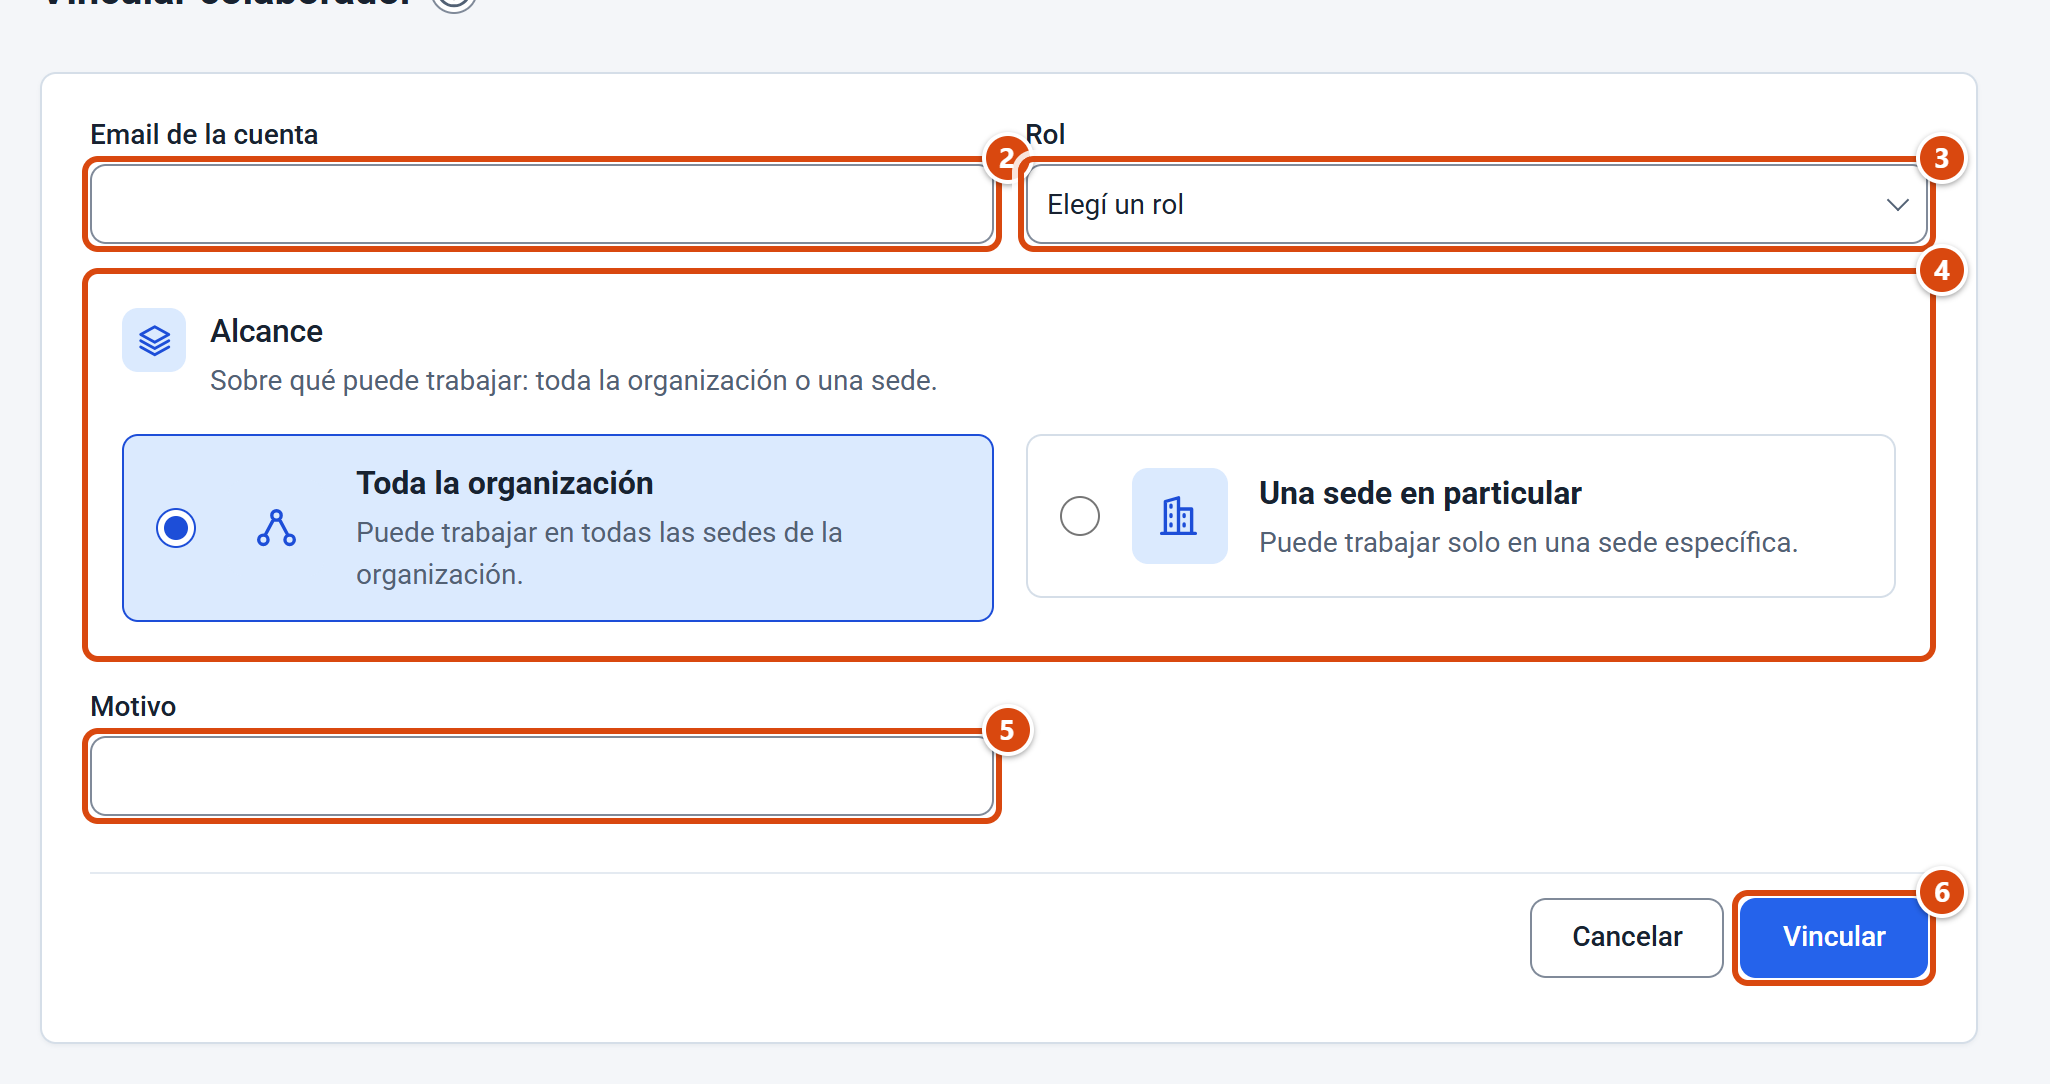 Vincular colaborador
Email de la cuenta
2
Rol
3
Elegí un rol
4
Alcance
Sobre qué puede trabajar: toda la organización o una sede.
Toda la organización
Puede trabajar en todas las sedes de la
organización.
Una sede en particular
Puede trabajar solo en una sede específica.
Motivo
5
6
Cancelar
Vincular